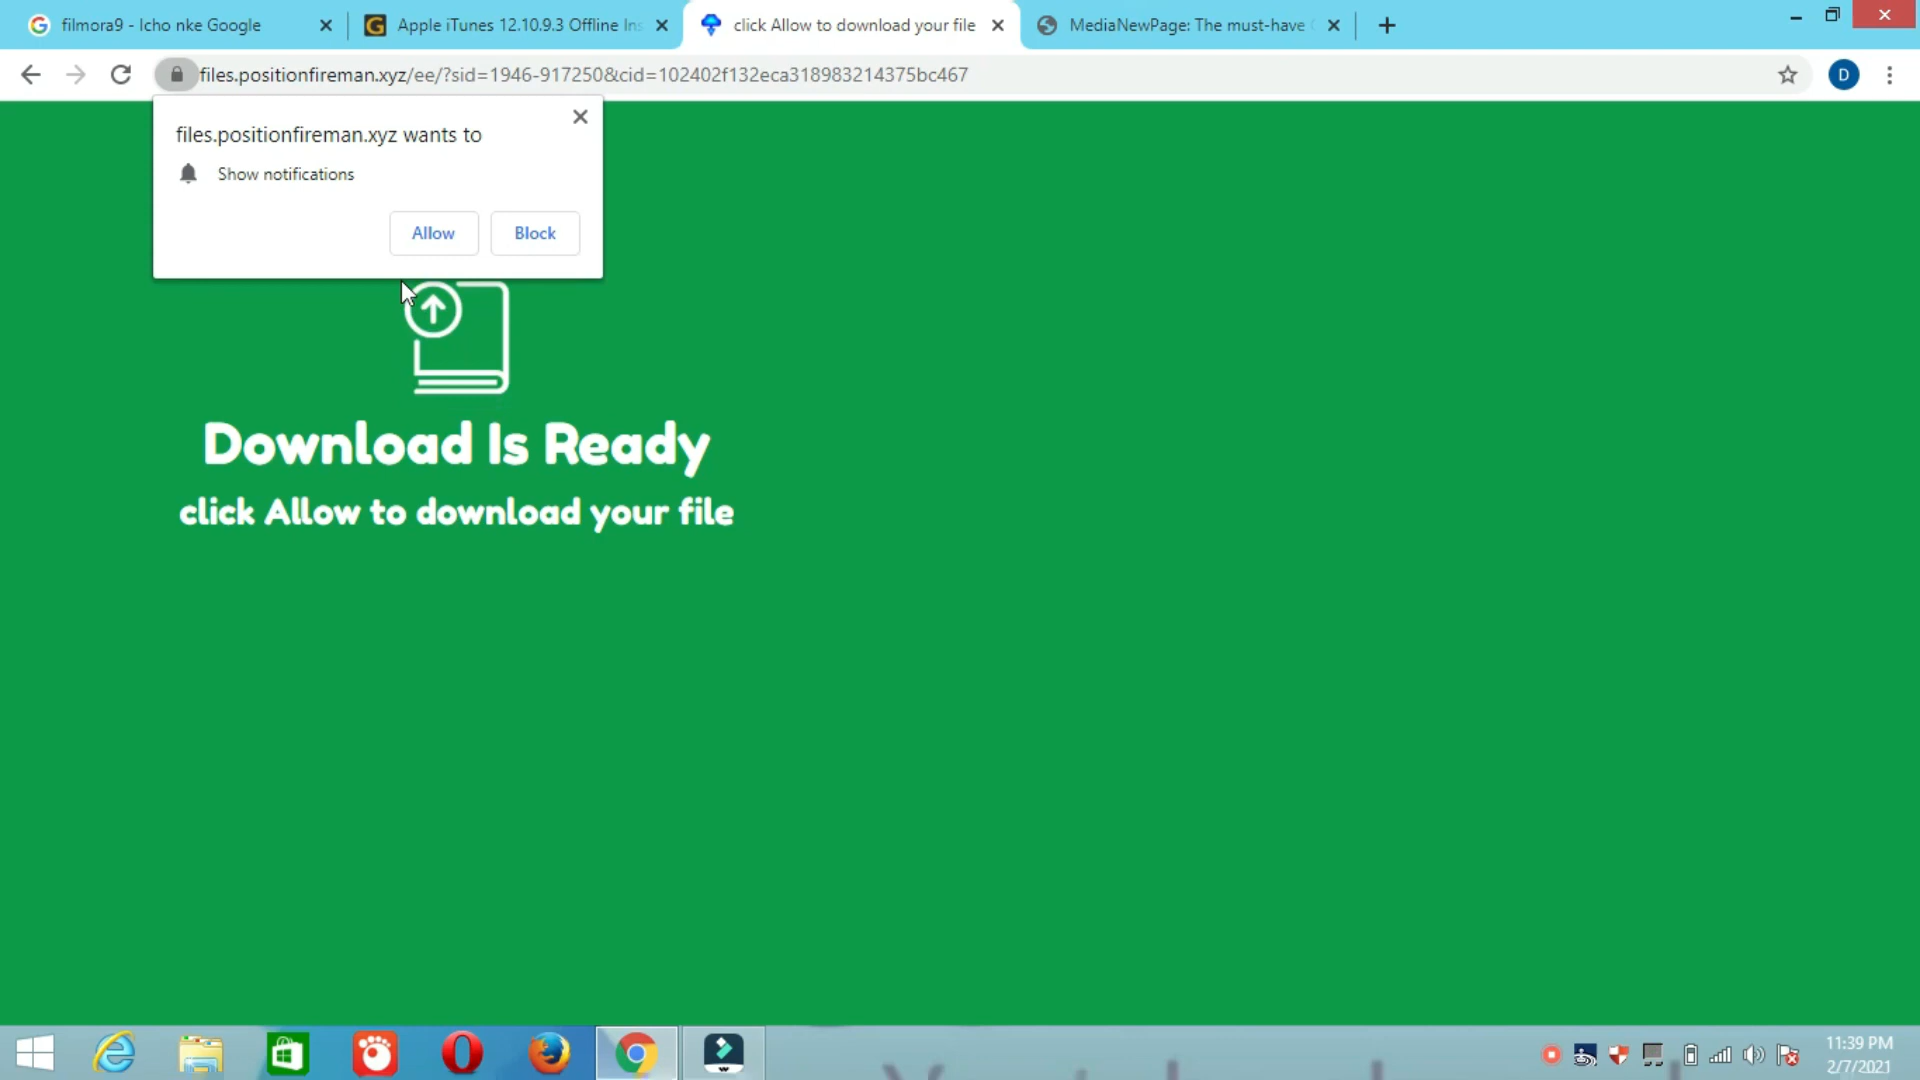 filmora9 - Icho nke Google
Apple iTunes 12.10.9.3 Offline Ins
click Allow to download your file
MediaNewPage: The must-have
files.positionfireman.xyz/ee/?sid=1946-917250&cid=102402f132eca318983214375bc467
D
files.positionfireman.xyz wants to
Show notifications
Allow
Block
Download Is Ready
click Allow to download your file
11:39 PM
2/7/2021